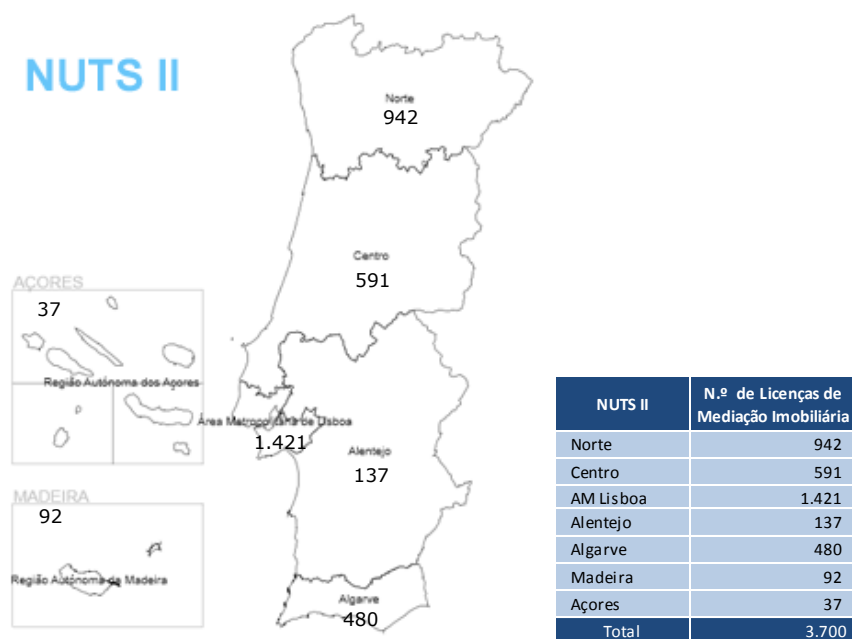 NUTS II
Norte
942
Centro
591
AÇORES
37
Região Autónoma dos Açores
Área Metropolitana de Lisboa
1.421
Alentejo
137
MADEIRA
92
Região Autónoma da Madeira
Algarve
480
NUTS II N.º de Licenças de
Mediação Imobiliária
Norte 942
Centro 591
AM Lisboa 1.421
Alentejo 137
Algarve 480
Madeira 92
Açores 37
Total 3.700